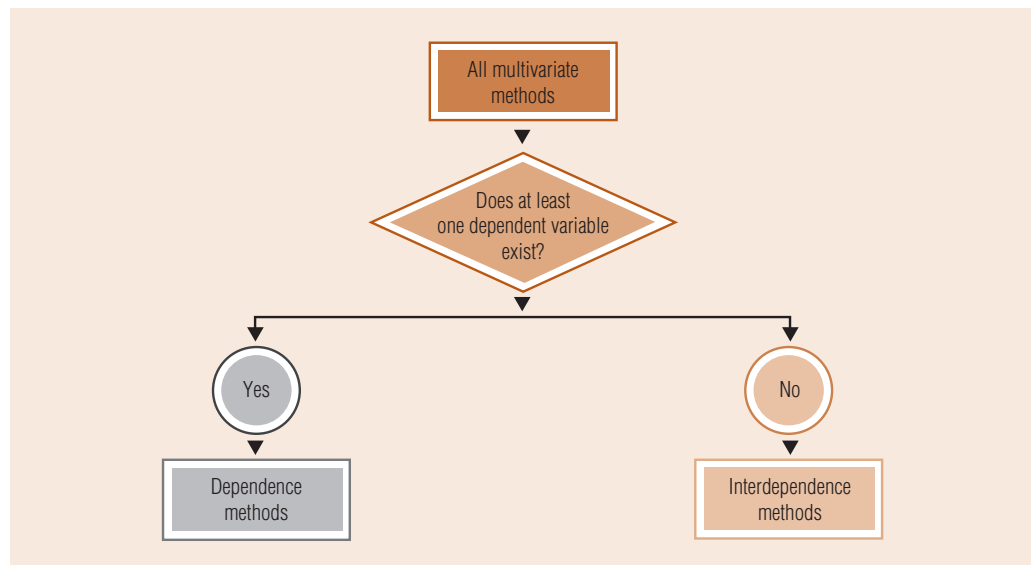 All multivariate
methods
Does at least
one dependent variable
exist?
Yes
No
Dependence
methods
Interdependence
methods